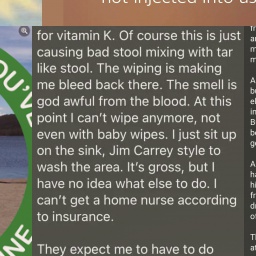 not injected into us
for vitamin K. Of course this is just
causing bad stool mixing with tar
like stool. The wiping is making
me bleed back there. The smell is
god awful from the blood. At this
point I can't wipe anymore, not
even with baby wipes. I just sit up
on the sink, Jim Carrey style to
wash the area. It's gross, but I
have no idea what else to do. I
can't get a home nurse according
to insurance.
They expect me to have to do